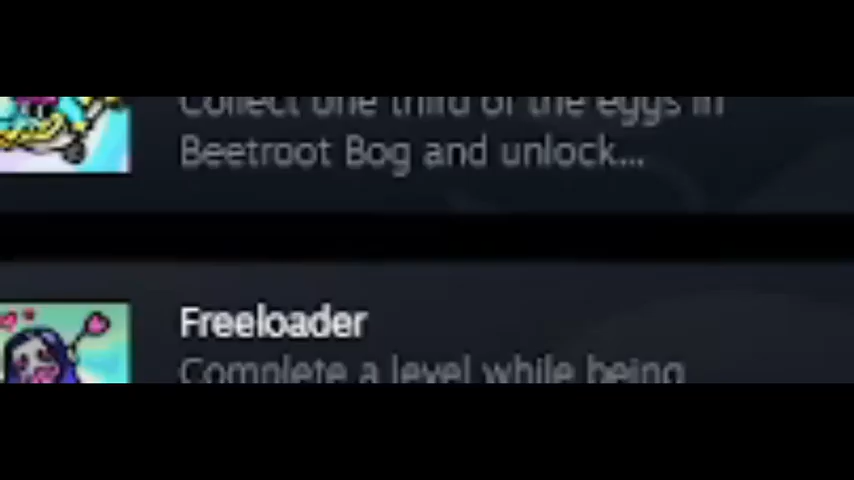 Collect one third of the eggs in
Beetroot Bog and unlock...
Freeloader
Complete a level while being